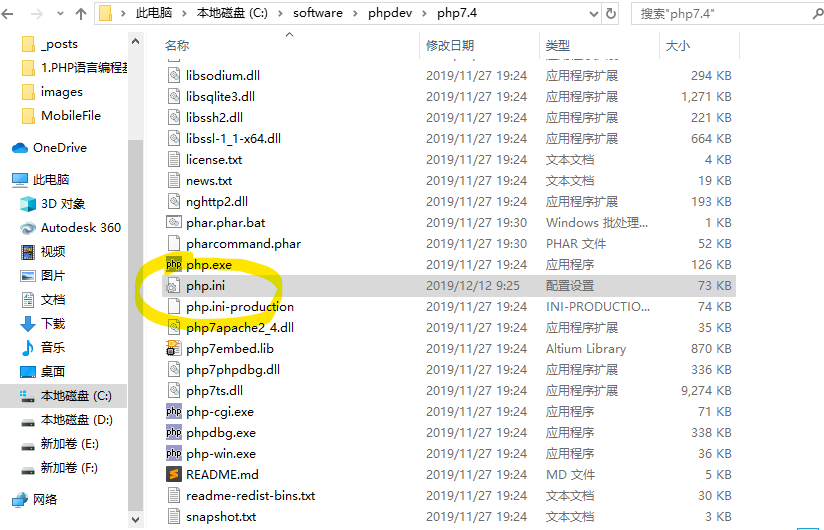 此电脑 > 本地磁盘 (C:) > software > phpdev > php7.4
搜索"php7.4"
名称 修改日期 类型 大小
_posts
1.PHP语言编程基
images
MobileFile
OneDrive
此电脑
3D 对象
Autodesk 360
视频
图片
文档
下载
音乐
桌面
本地磁盘 (C:)
本地磁盘 (D:)
新加卷 (E:)
新加卷 (F:)
网络
libsodium.dll 2019/11/27 19:24 应用程序扩展 294 KB
libsqlite3.dll 2019/11/27 19:24 应用程序扩展 1,271 KB
libssh2.dll 2019/11/27 19:24 应用程序扩展 221 KB
libssl-1_1-x64.dll 2019/11/27 19:24 应用程序扩展 664 KB
license.txt 2019/11/27 19:24 文本文档 4 KB
news.txt 2019/11/27 19:24 文本文档 19 KB
nghttp2.dll 2019/11/27 19:24 应用程序扩展 193 KB
phar.phar.bat 2019/11/27 19:30 Windows 批处理... 1 KB
pharcommand.phar 2019/11/27 19:30 PHAR 文件 52 KB
php php.exe 2019/11/27 19:24 应用程序 126 KB
php.ini 2019/12/12 9:25 配置设置 73 KB
php.ini-production 2019/11/27 19:24 INI-PRODUCTIO... 74 KB
php7apache2_4.dll 2019/11/27 19:24 应用程序扩展 35 KB
php7embed.lib 2019/11/27 19:24 Altium Library 870 KB
php7phpdbg.dll 2019/11/27 19:24 应用程序扩展 336 KB
php7ts.dll 2019/11/27 19:24 应用程序扩展 9,274 KB
php php-cgi.exe 2019/11/27 19:24 应用程序 71 KB
php phpdbg.exe 2019/11/27 19:24 应用程序 338 KB
php php-win.exe 2019/11/27 19:24 应用程序 36 KB
README.md 2019/11/27 19:24 MD 文件 5 KB
readme-redist-bins.txt 2019/11/27 19:24 文本文档 30 KB
snapshot.txt 2019/11/27 19:24 文本文档 3 KB